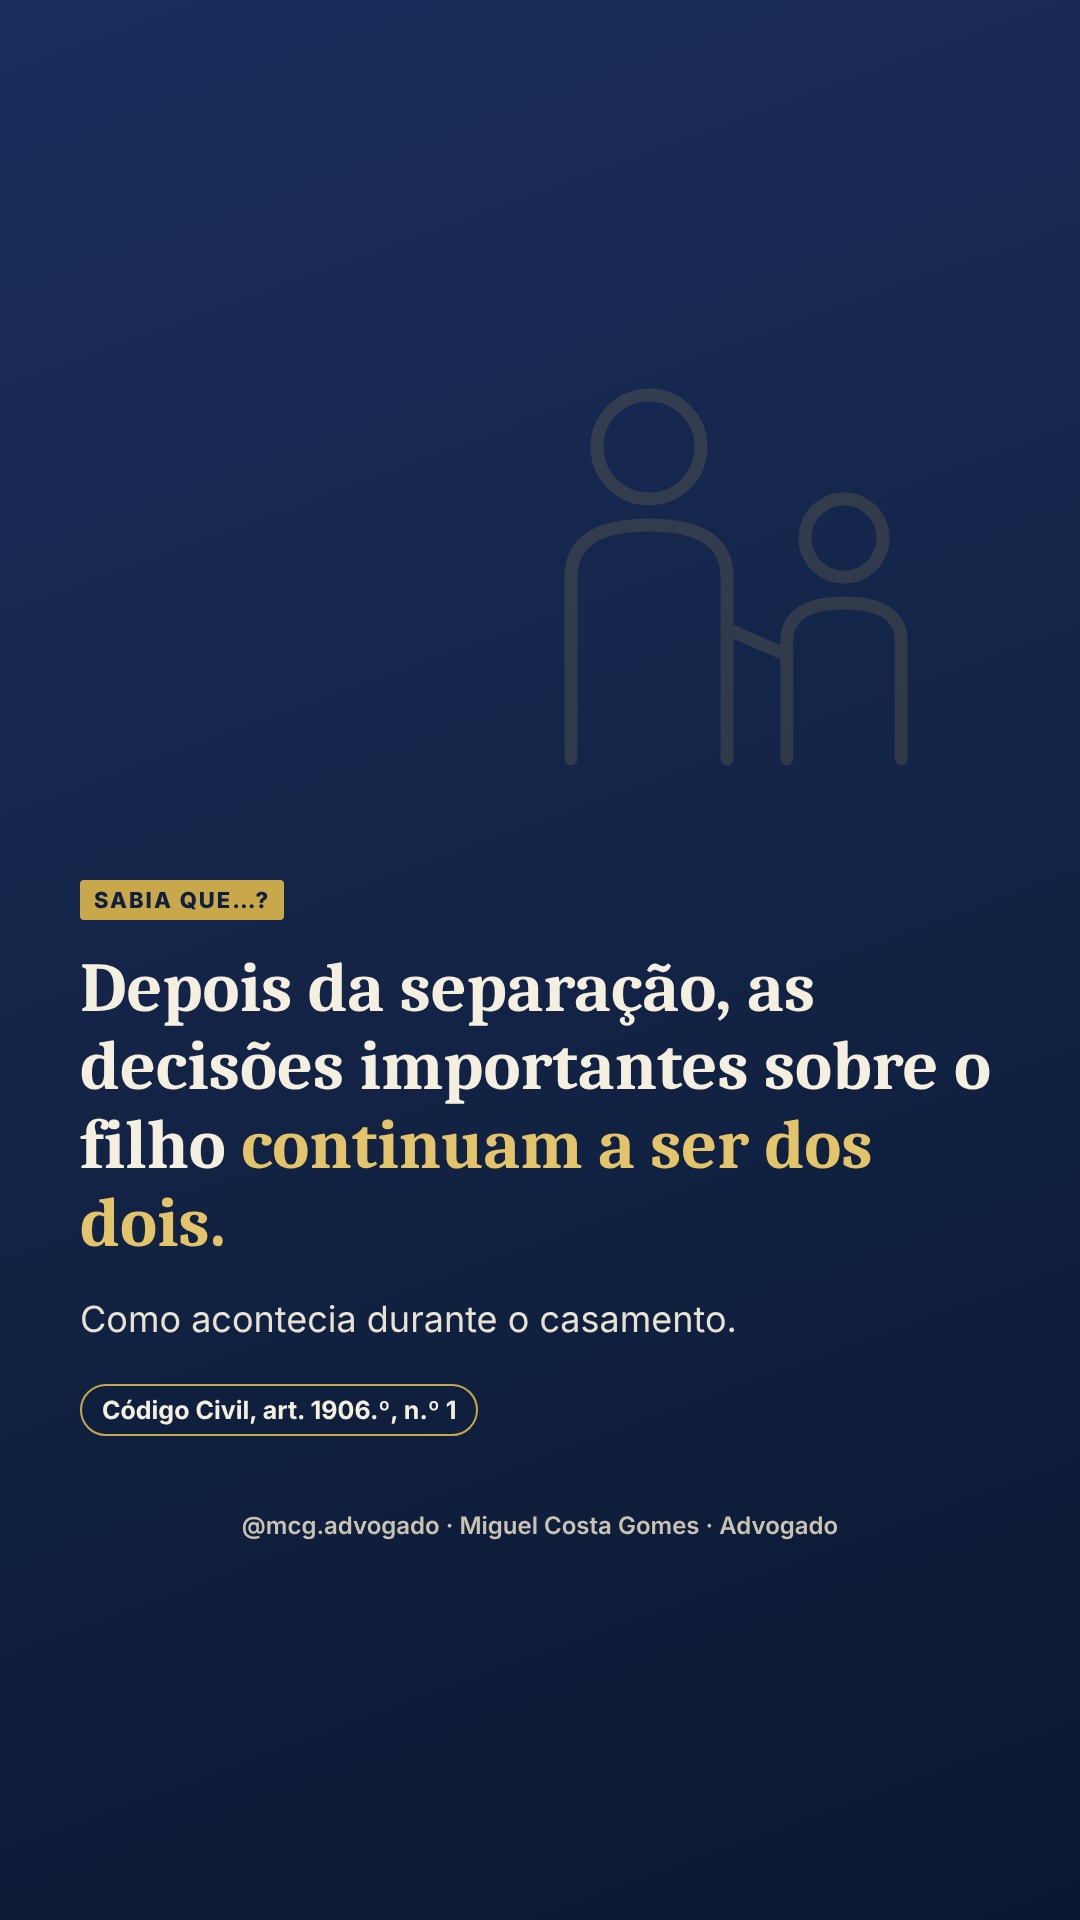 SABIA QUE...?
Depois da separação, as
decisões importantes sobre o
filho continuam a ser dos
dois.
Como acontecia durante o casamento.
Código Civil, art. 1906.º, n.º 1
@mcg.advogado · Miguel Costa Gomes · Advogado